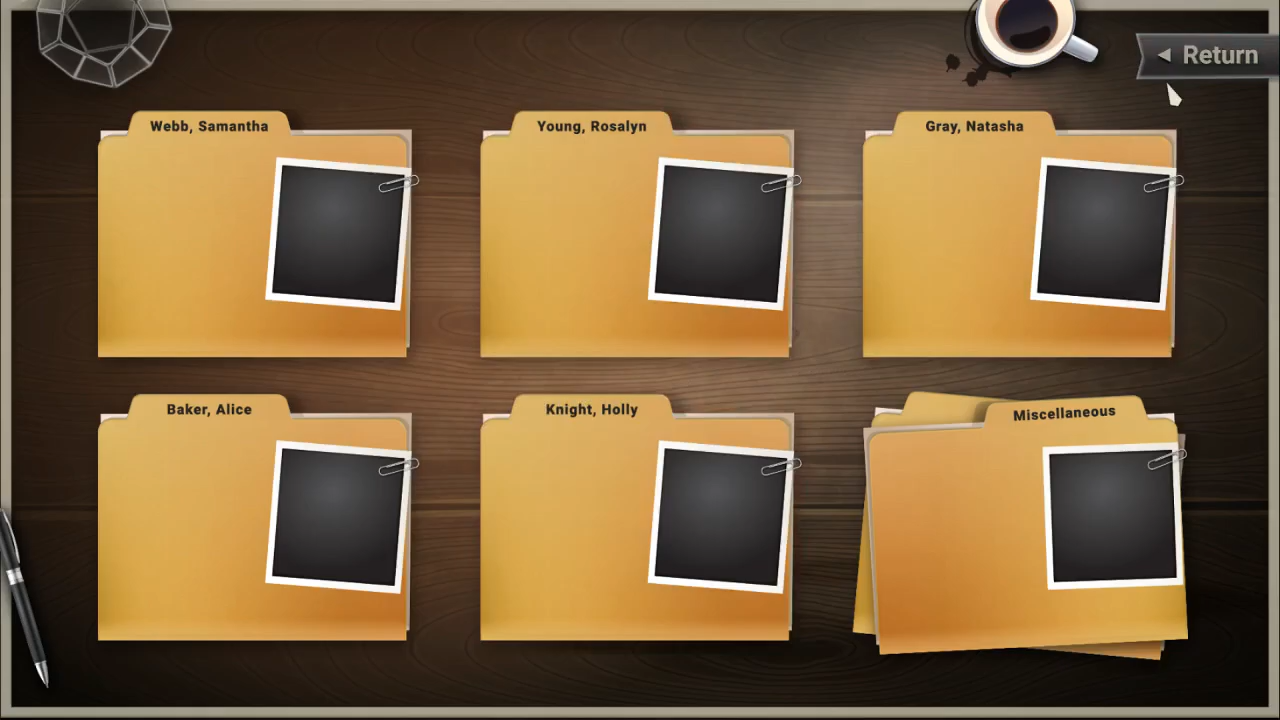 Return
Webb, Samantha
Young, Rosalyn
Gray, Natasha
Baker, Alice
Knight, Holly
Miscellaneous